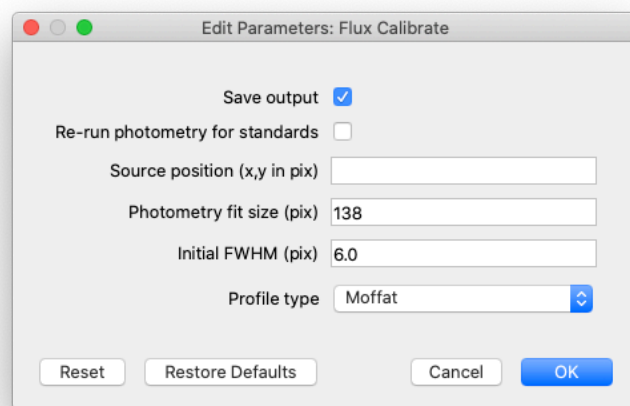 Edit Parameters: Flux Calibrate
Save output
Re-run photometry for standards
Source position (x,y in pix)
Photometry fit size (pix) 138
Initial FWHM (pix) 6.0
Profile type Moffat
Reset Restore Defaults Cancel OK